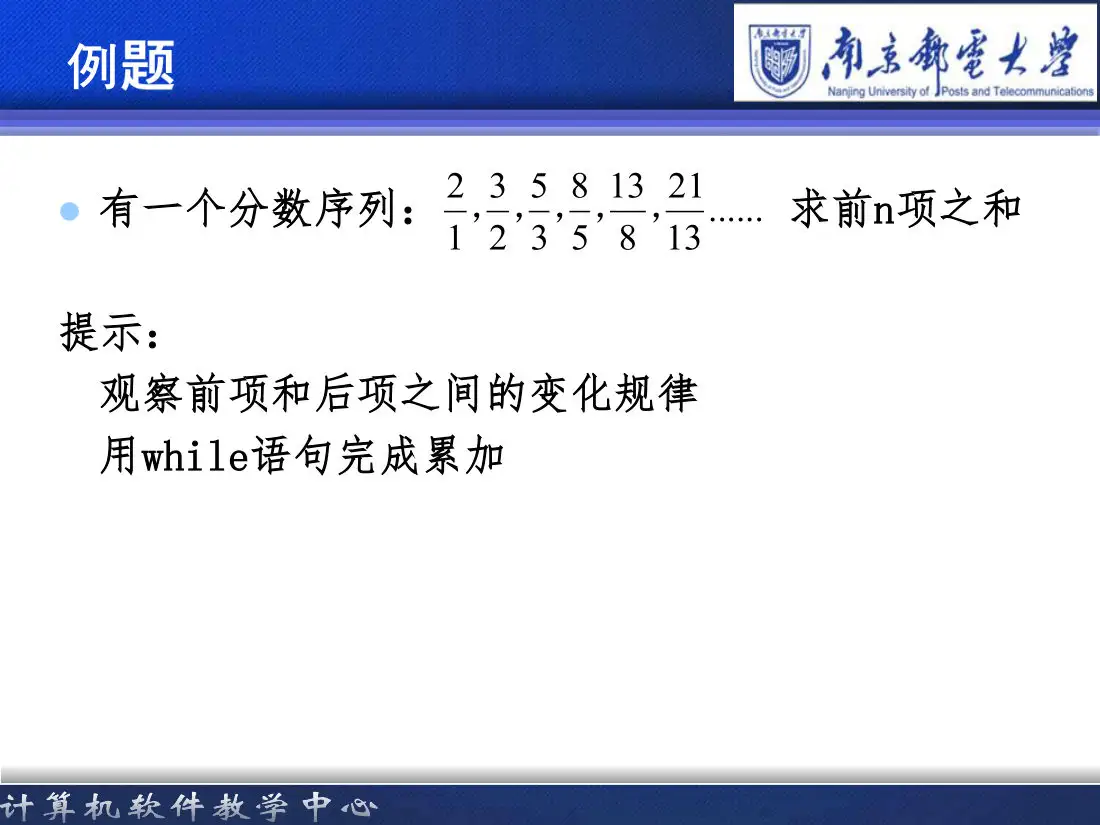 例题
南京邮电大学
Nanjing University of Posts and Telecommunications
有一个分数序列：2/1,3/2,5/3,8/5,13/8,21/13...... 求前n项之和
提示：
观察前项和后项之间的变化规律
用while语句完成累加
计算机软件教学中心